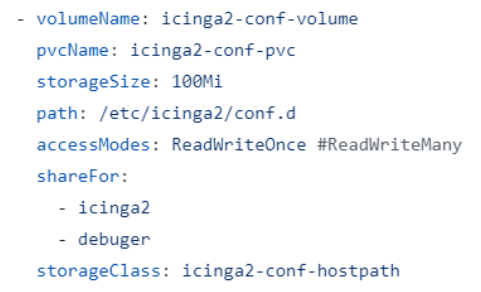 - volumeName: icinga2-conf-volume
  pvcName: icinga2-conf-pvc
  storageSize: 100Mi
  path: /etc/icinga2/conf.d
  accessModes: ReadWriteOnce #ReadWriteMany
  shareFor:
    - icinga2
    - debuger
  storageClass: icinga2-conf-hostpath